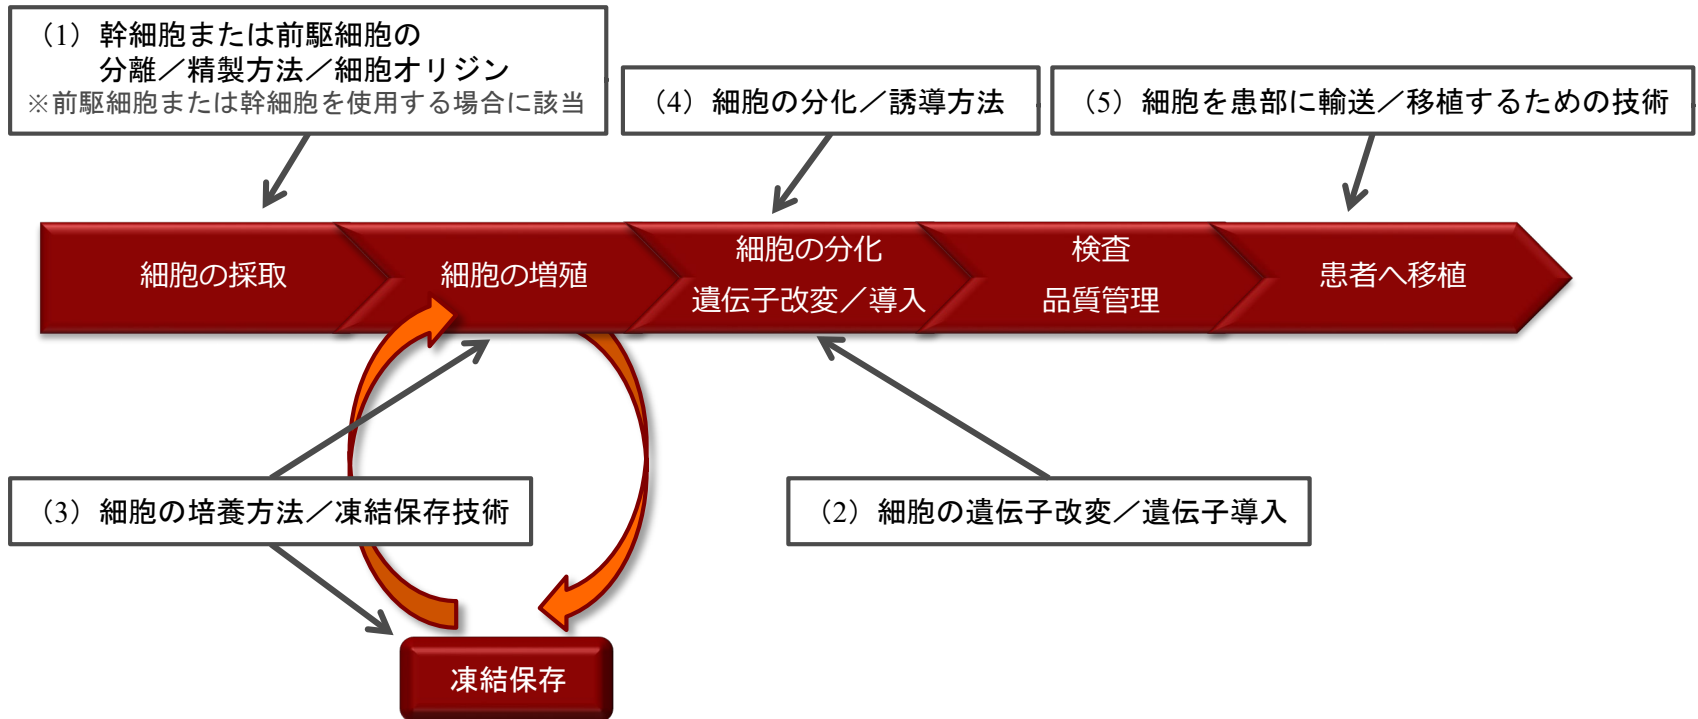 （1）幹細胞または前駆細胞の
分離／精製方法／細胞オリジン
※前駆細胞または幹細胞を使用する場合に該当
（4）細胞の分化／誘導方法
（5）細胞を患部に輸送／移植するための技術
細胞の採取
細胞の増殖
細胞の分化
遺伝子改変／導入
検査
品質管理
患者へ移植
（3）細胞の培養方法／凍結保存技術
（2）細胞の遺伝子改変／遺伝子導入
凍結保存